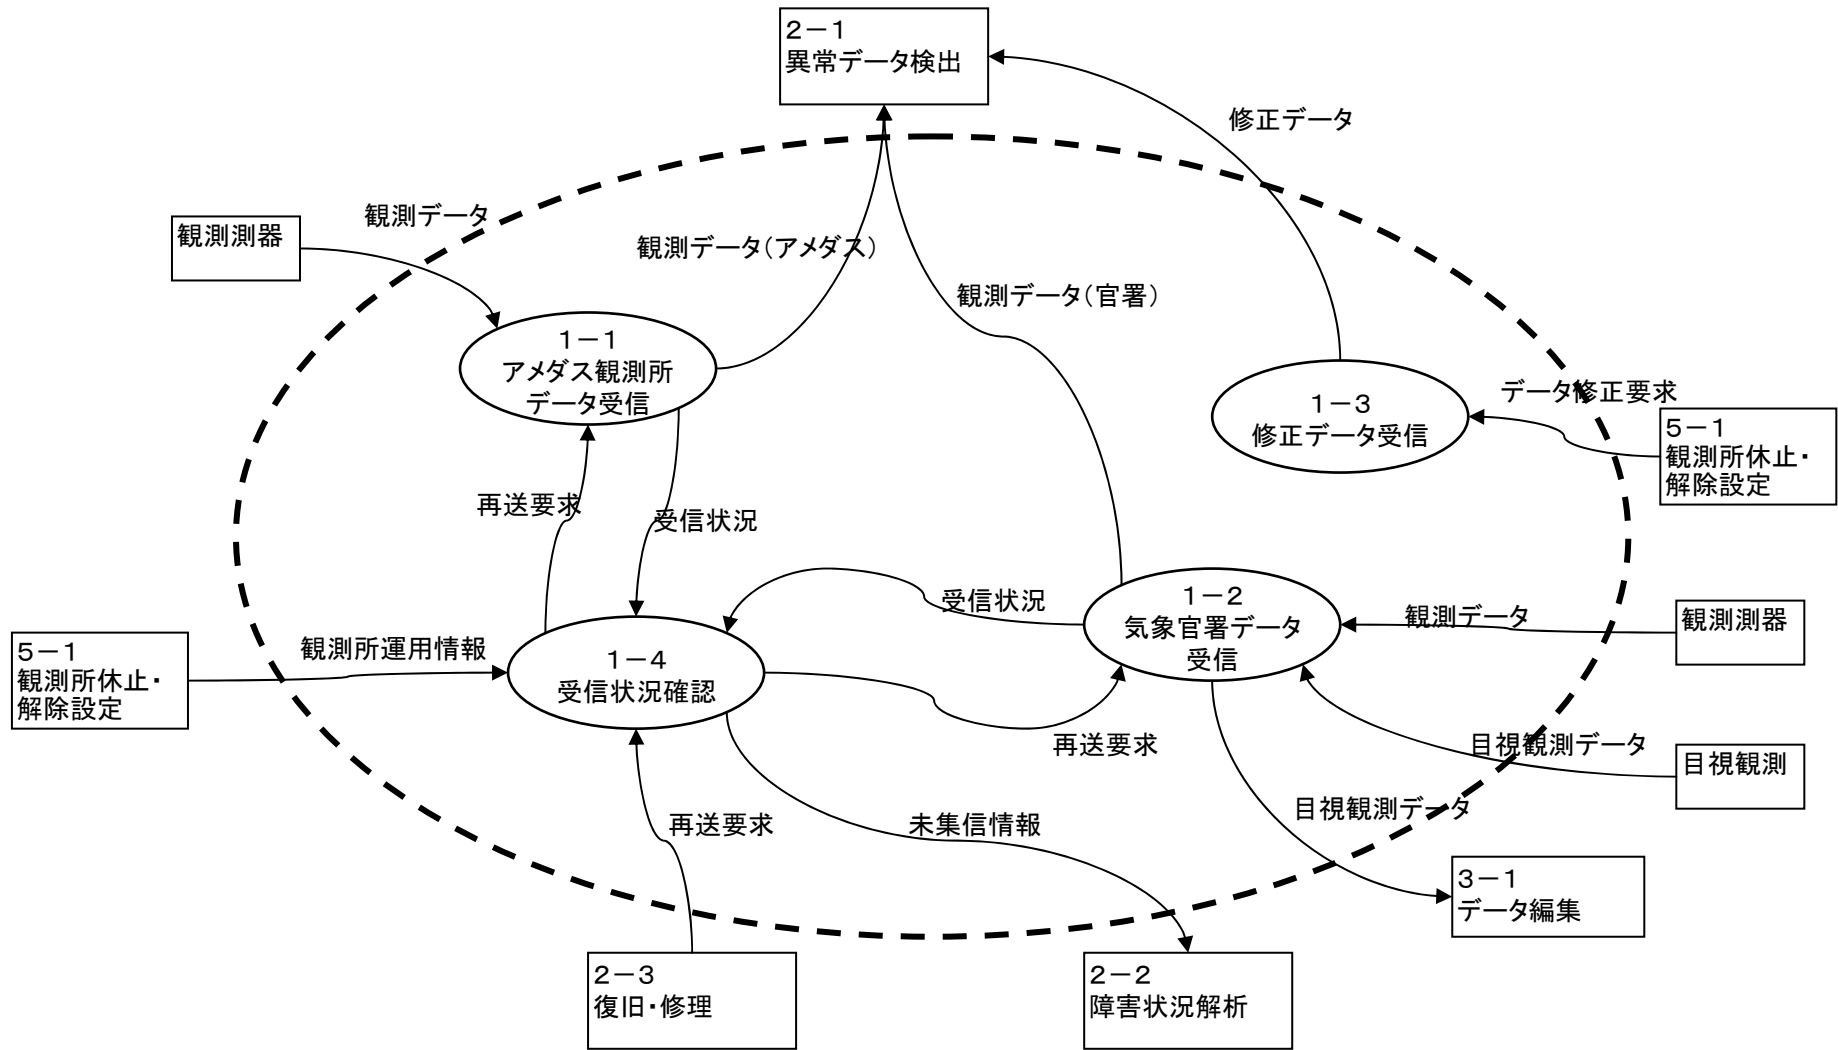 2－1
異常データ検出
修正データ
観測データ
観測測器
観測データ(アメダス)
観測データ(官署)
1－1
アメダス観測所
データ受信
データ修正要求
1－3
修正データ受信
5－1
観測所休止・
解除設定
再送要求
受信状況
受信状況
1－2
気象官署データ
受信
観測データ
観測測器
5－1
観測所休止・
解除設定
観測所運用情報
1－4
受信状況確認
再送要求
目視観測データ
目視観測
目視観測データ
再送要求
未集信情報
3－1
データ編集
2－3
復旧・修理
2－2
障害状況解析